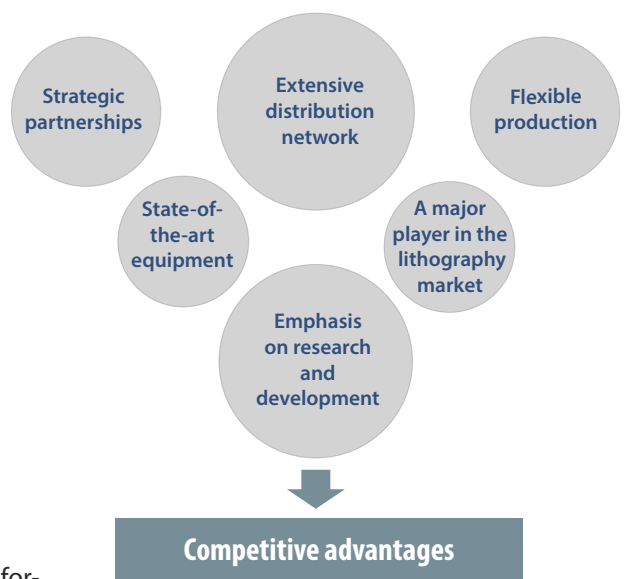 Strategic
partnerships
Extensive
distribution
network
Flexible
production
State-of-
the-art
equipment
A major
player in the
lithography
market
Emphasis
on research
and
development
Competitive advantages
for-